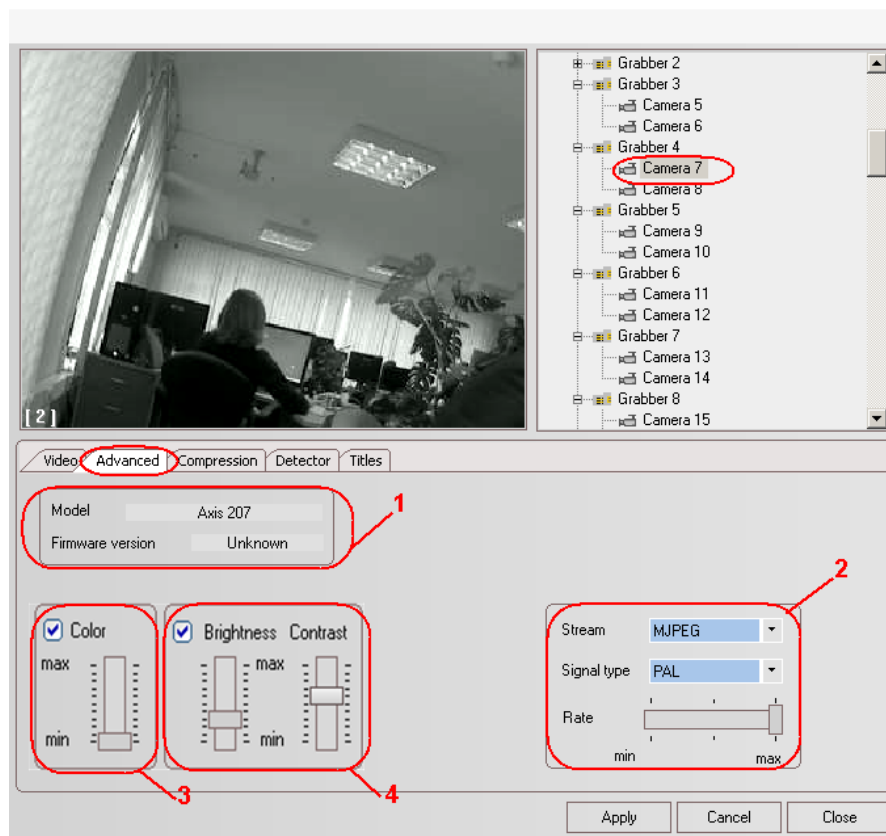 Grabber 2
Grabber 3
Camera 5
Camera 6
Grabber 4
Camera 7
Camera 8
Grabber 5
Camera 9
Camera 10
Grabber 6
Camera 11
Camera 12
Grabber 7
Camera 13
Camera 14
Grabber 8
Camera 15
[ 2 ]
Video Advanced Compression Detector Titles
Model Axis 207
Firmware version Unknown
1
2
Color
max
min
3
Brightness Contrast
max
min
4
Stream MJPEG
Signal type PAL
Rate
min max
Apply Cancel Close